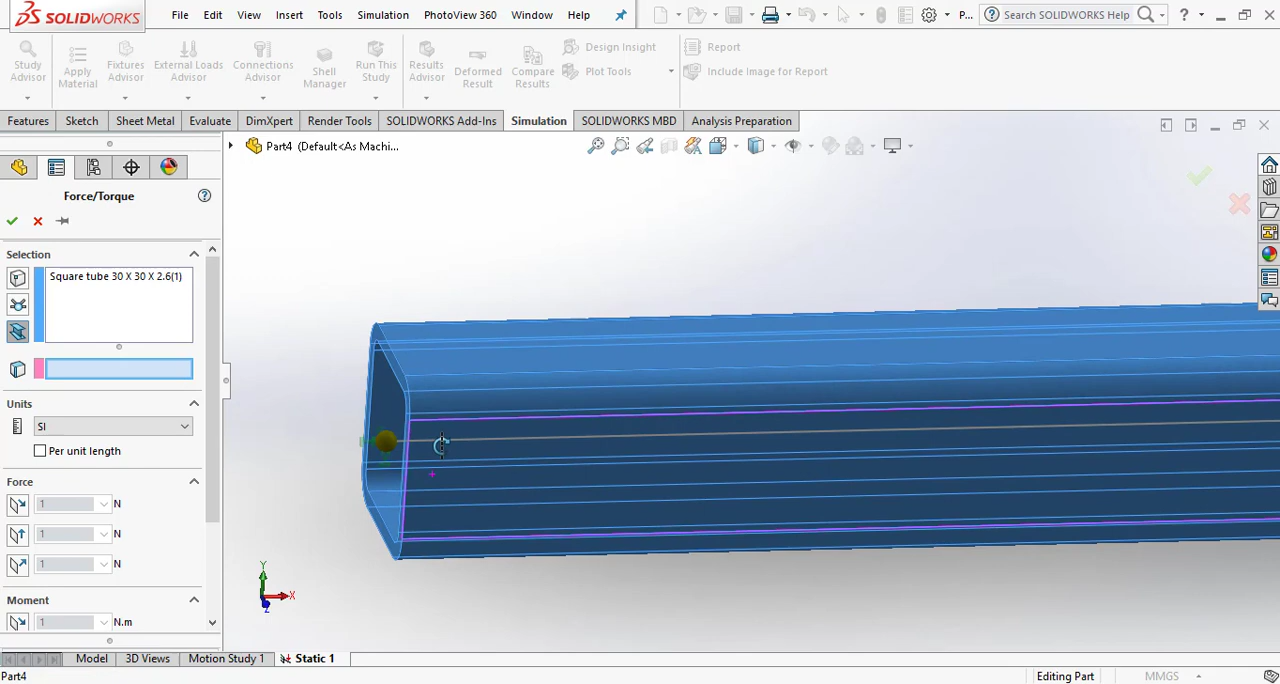 SOLIDWORKS File Edit View Insert Tools Simulation PhotoView 360 Window Help P... Search SOLIDWORKS Help ?
Study Advisor
Apply Material
Fixtures Advisor
External Loads Advisor
Connections Advisor
Shell Manager
Run This Study
Results Advisor
Deformed Result
Compare Results
Design Insight
Plot Tools
Report
Include Image for Report
Features Sketch Sheet Metal Evaluate DimXpert Render Tools SOLIDWORKS Add-Ins Simulation SOLIDWORKS MBD Analysis Preparation
Part4 (Default<As Machi...
Force/Torque
Selection
Square tube 30 X 30 X 2.6(1)
Units
SI
Per unit length
Force
1 N
1 N
1 N
Moment
1 N.m
Y
X
Z
Model 3D Views Motion Study 1 Static 1
Part4 Editing Part MMGS